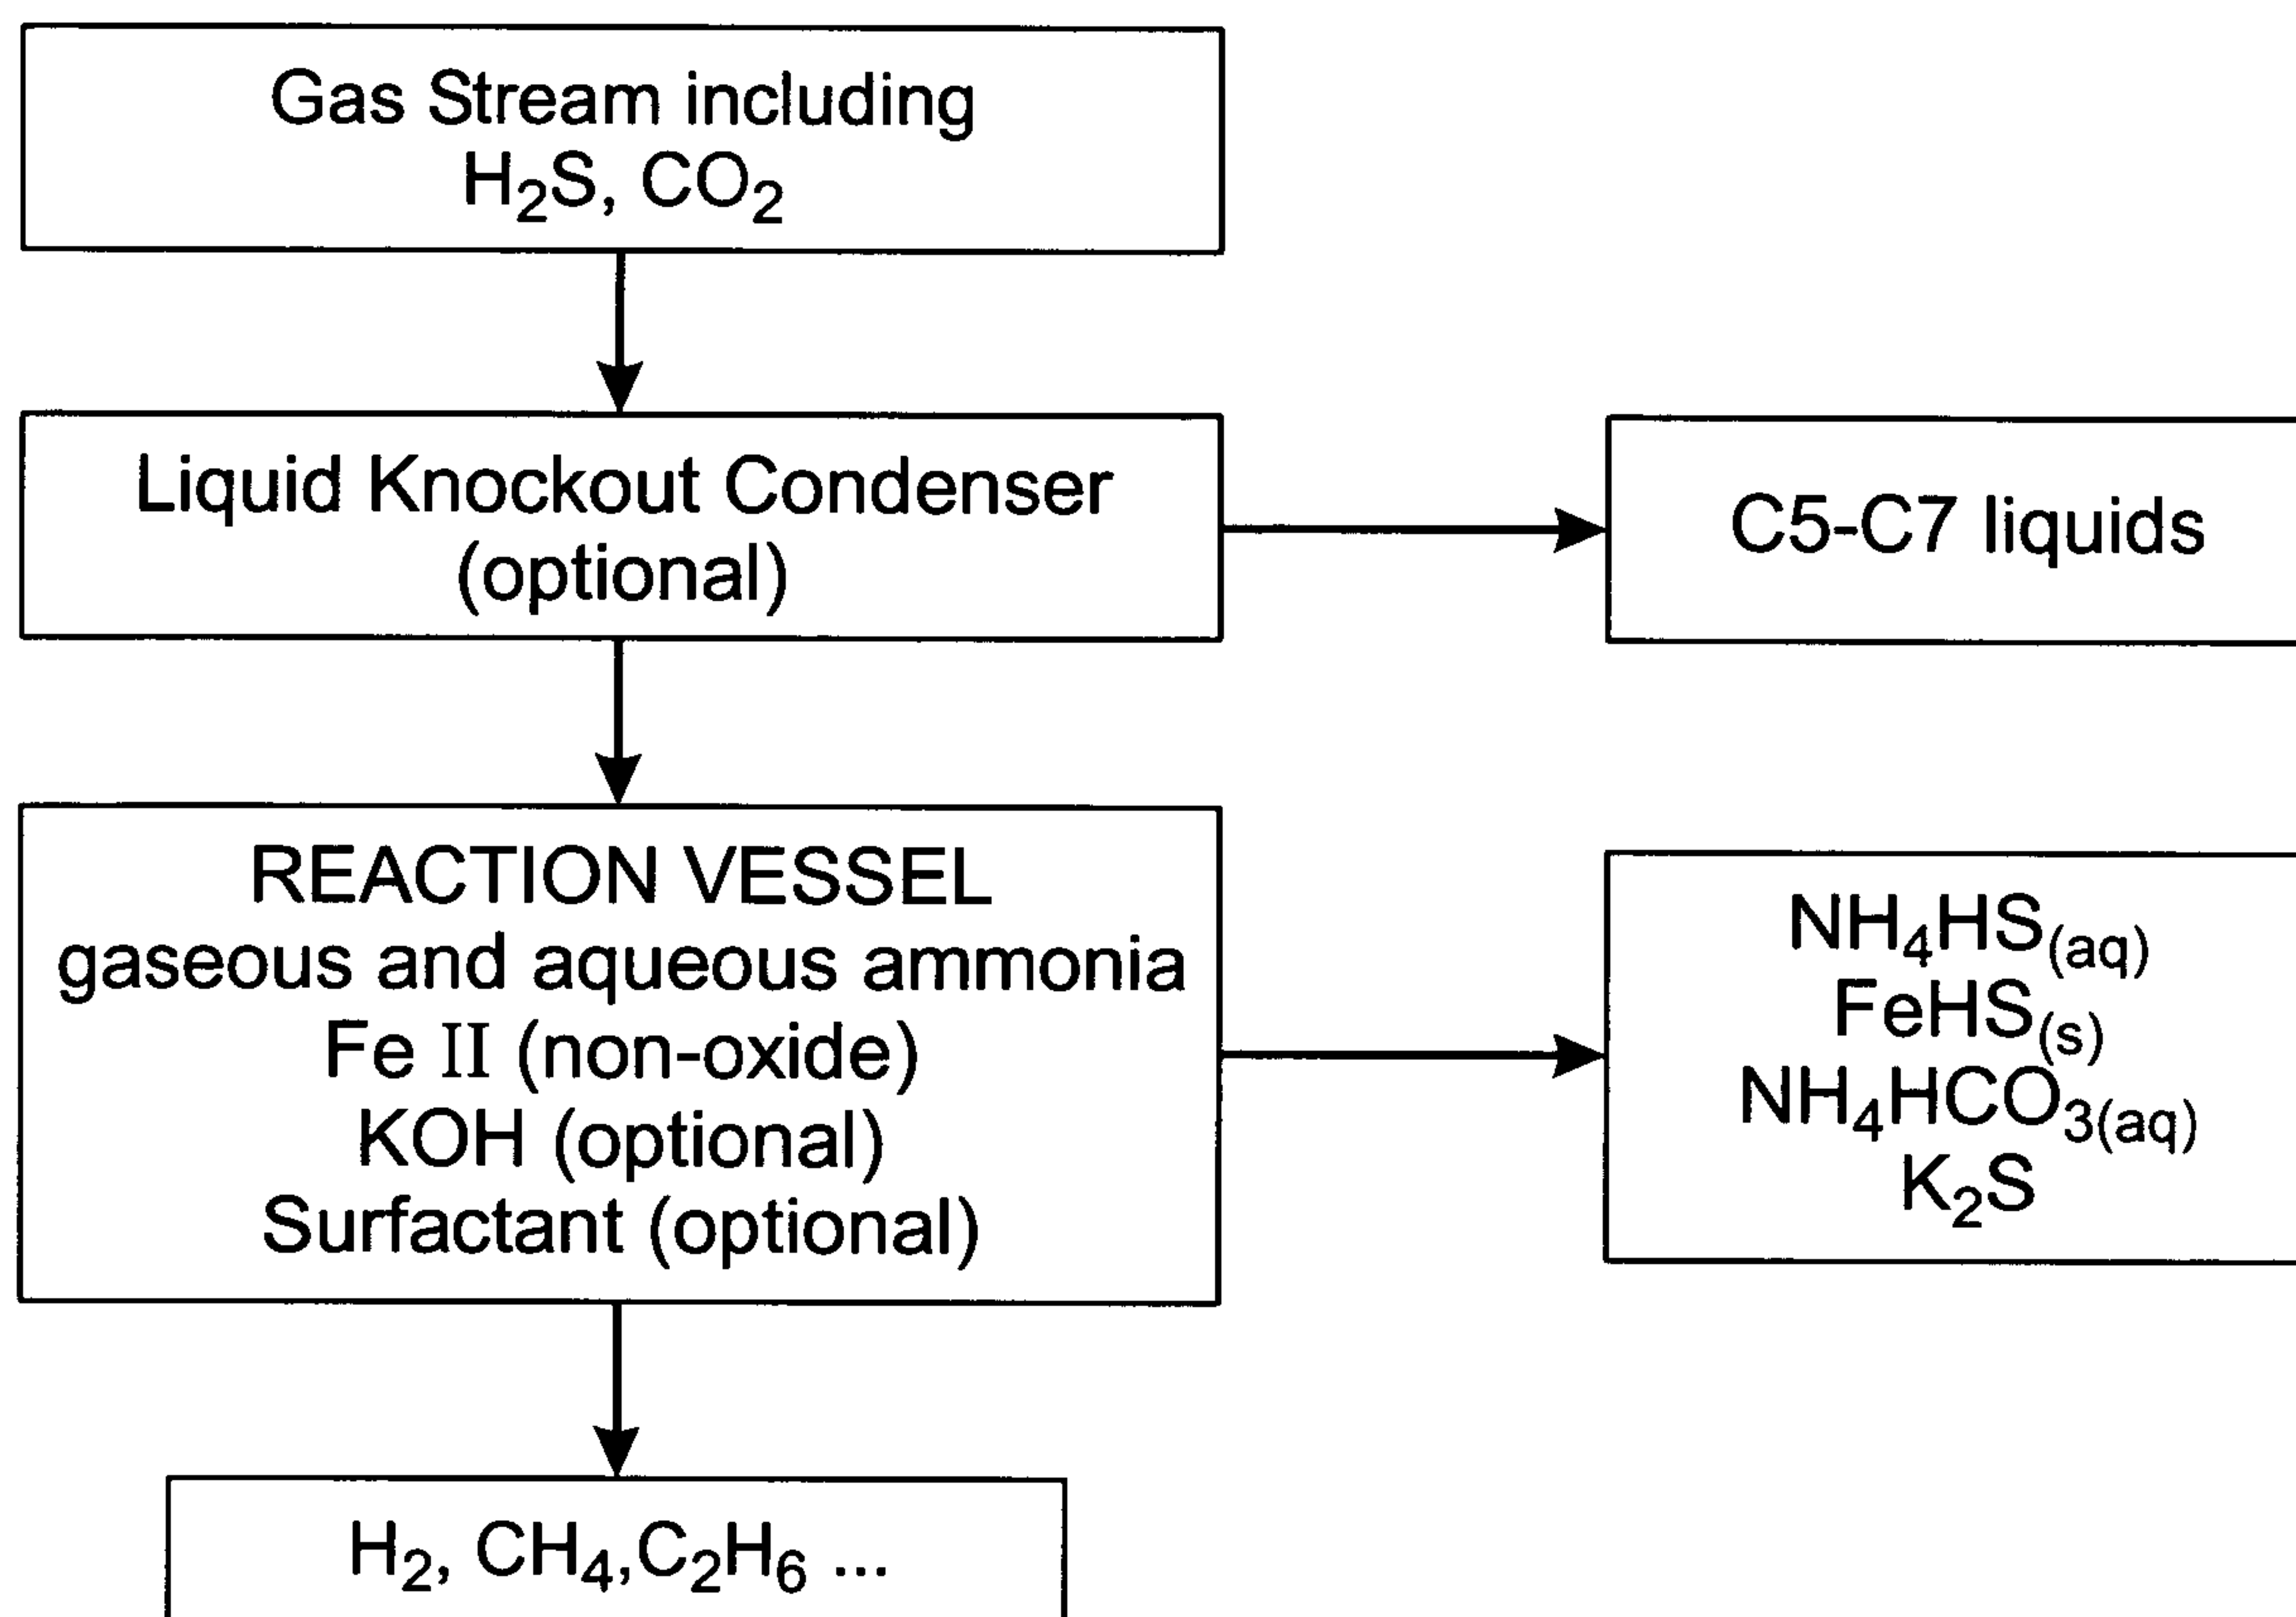 Gas Stream including
H₂S, CO₂
Liquid Knockout Condenser
(optional)
C5-C7 liquids
REACTION VESSEL
gaseous and aqueous ammonia
Fe II (non-oxide)
KOH (optional)
Surfactant (optional)
NH₄HS(aq)
FeHS(s)
NH₄HCO₃(aq)
K₂S
H₂, CH₄,C₂H₆ ...